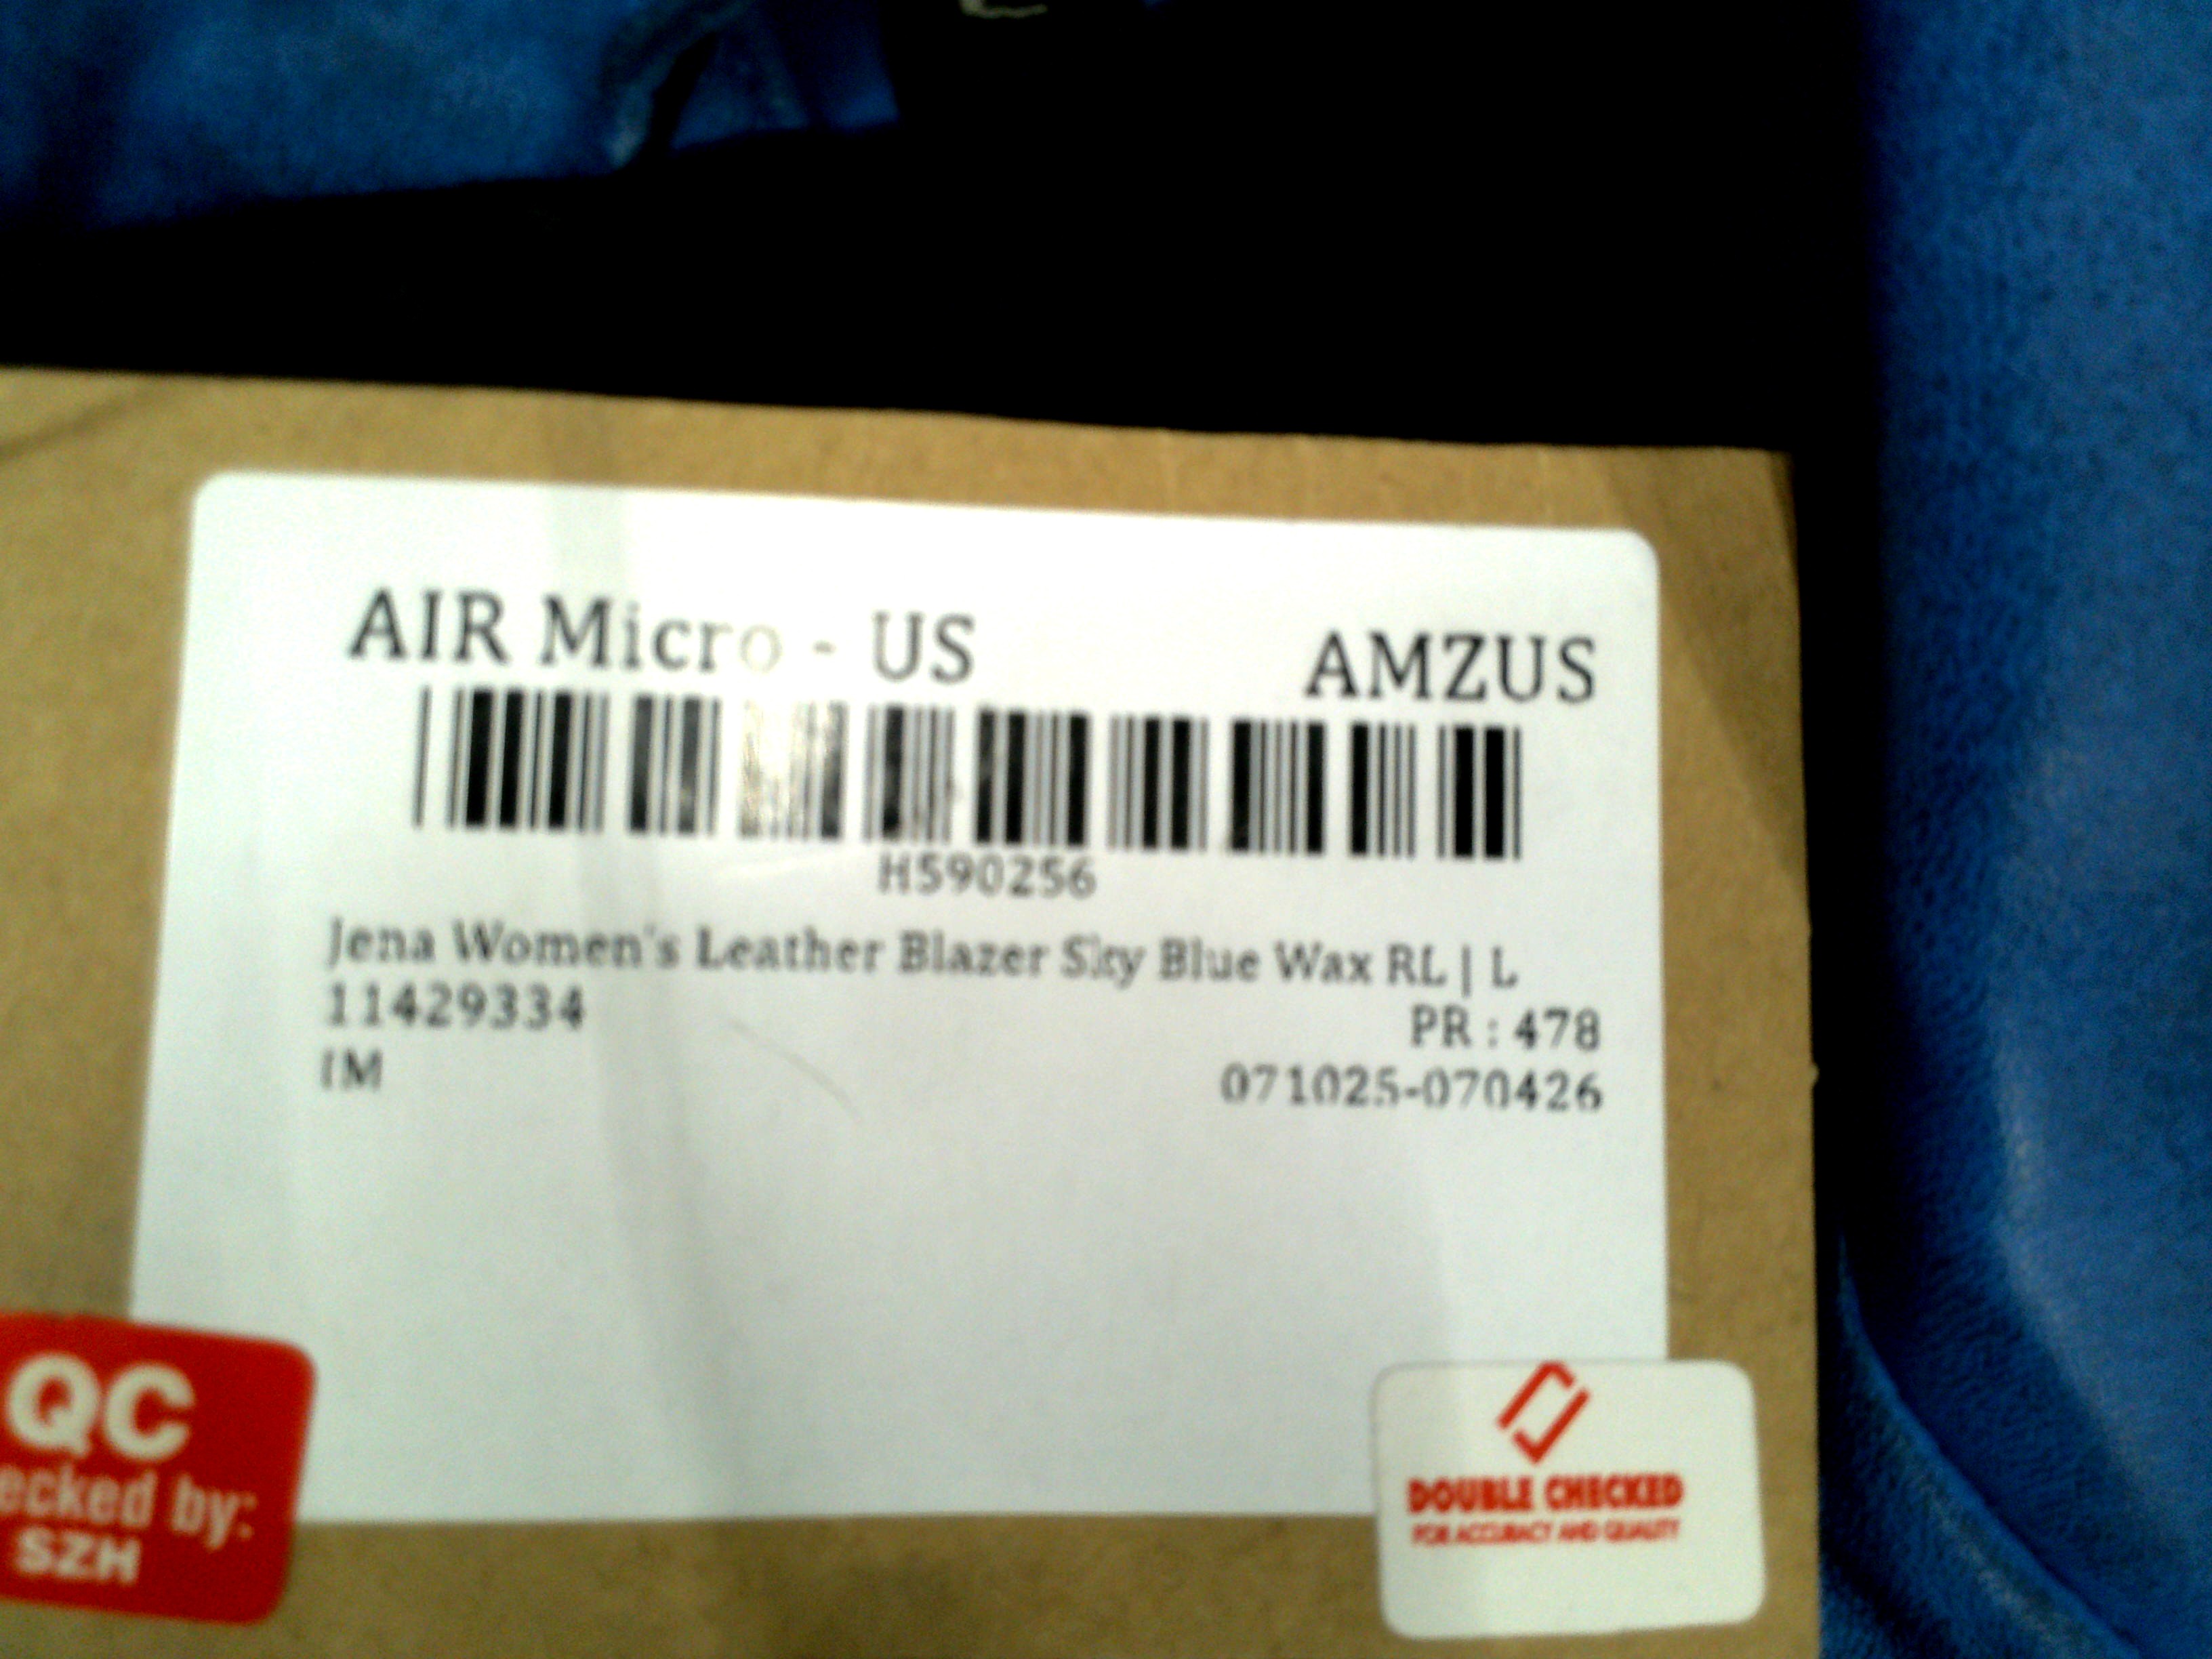 AIR Micro - US AMZUS
H590256
Jena Women's Leather Blazer Sky Blue Wax RL | L
11429334 PR : 478
IM 071025-070426
QC
ecked by:
SZH
DOUBLE CHECKED
FOR ACCURACY AND QUALITY